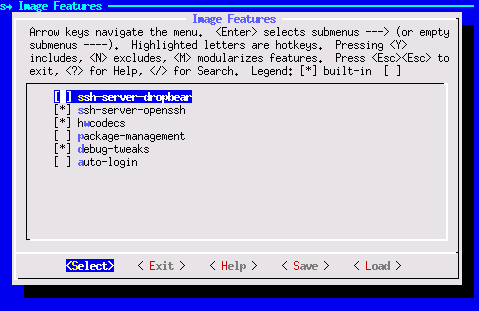 s→ Image Features
Image Features
Arrow keys navigate the menu. <Enter> selects submenus ---> (or empty
submenus ----). Highlighted letters are hotkeys. Pressing <Y>
includes, <N> excludes, <M> modularizes features. Press <Esc><Esc> to
exit, <?> for Help, </> for Search. Legend: [*] built-in [ ]
[ ] ssh-server-dropbear
[*] ssh-server-openssh
[*] hwcodecs
[ ] package-management
[*] debug-tweaks
[ ] auto-login
<Select> < Exit > < Help > < Save > < Load >